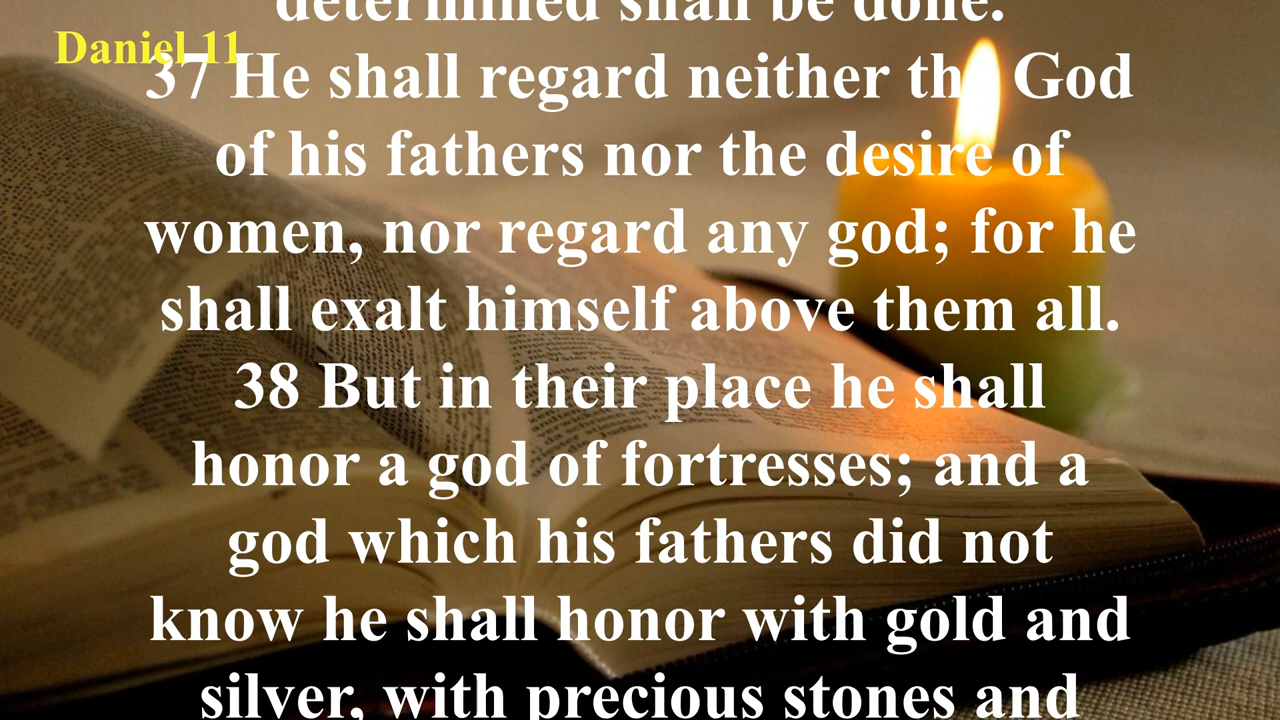 determined shall be done.
Daniel 11
37 He shall regard neither the God
of his fathers nor the desire of
women, nor regard any god; for he
shall exalt himself above them all.
38 But in their place he shall
honor a god of fortresses; and a
god which his fathers did not
know he shall honor with gold and
silver, with precious stones and